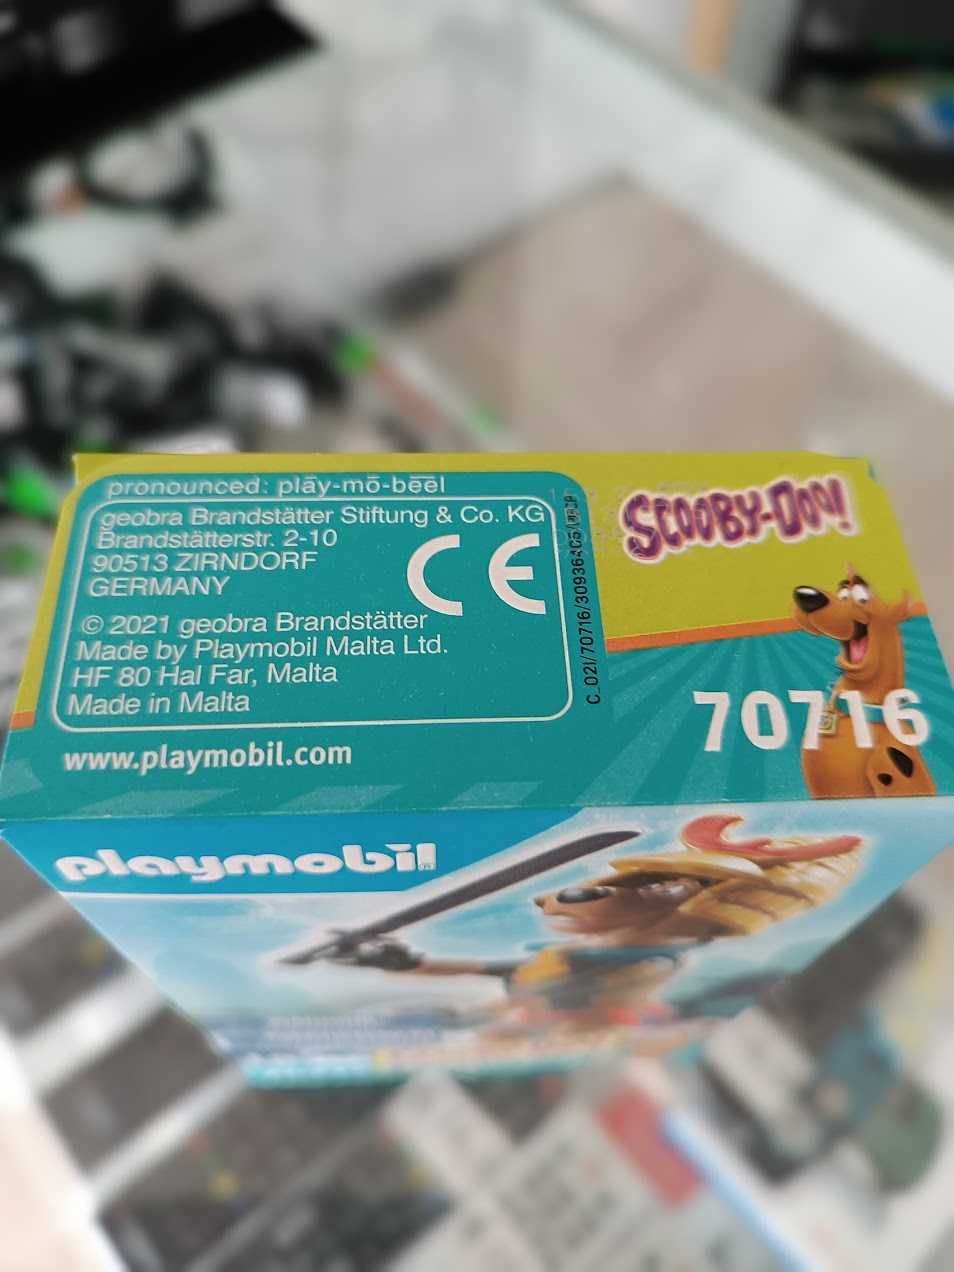 pronounced: plāy-mō-bēēl
geobra Brandstätter Stiftung & Co. KG
Brandstätterstr. 2-10
90513 ZIRNDORF
GERMANY
CE
© 2021 geobra Brandstätter
Made by Playmobil Malta Ltd.
HF 80 Hal Far, Malta
Made in Malta
www.playmobil.com
SCOOBY-DOO!
70716
playmobil